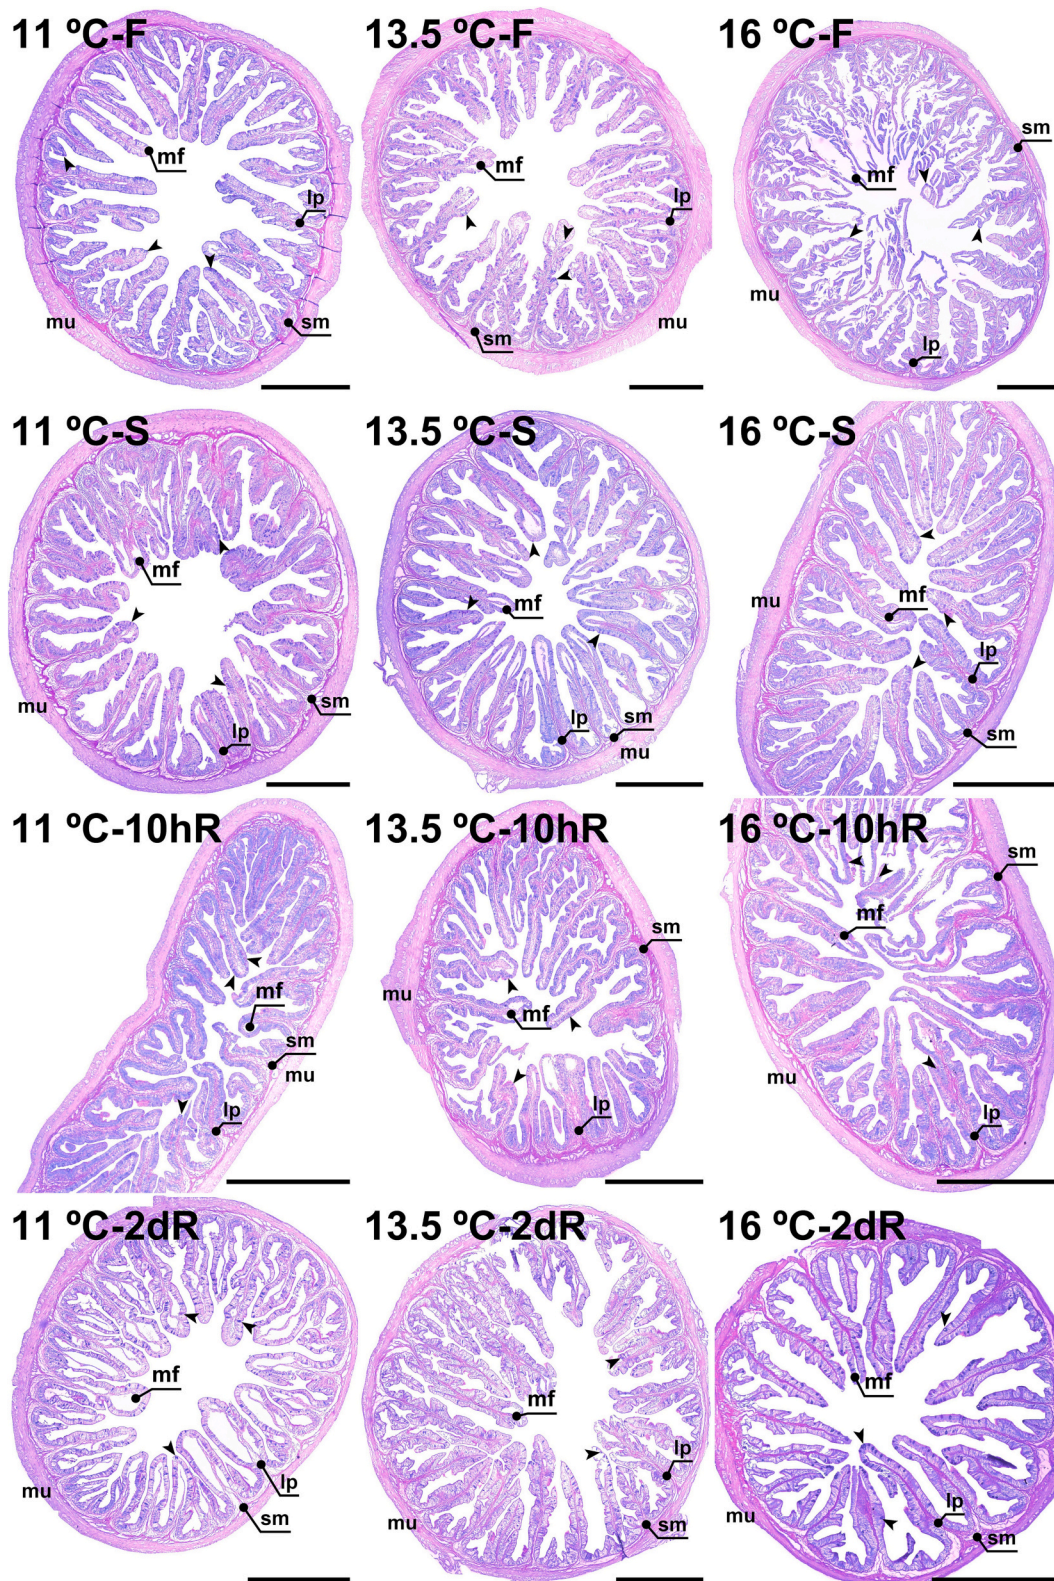 11 ºC-F
13.5 ºC-F
16 ºC-F
sm
mf
mf
mf
lp
lp
mu
mu
mu
sm
sm
lp
11 ºC-S
13.5 ºC-S
16 ºC-S
mf
mf
mf
mu
lp
mu
sm
lp
lp
sm
mu
sm
11 ºC-10hR
13.5 ºC-10hR
16 ºC-10hR
sm
sm
mf
mu
mf
mf
sm
mu
mu
lp
lp
lp
11 ºC-2dR
13.5 ºC-2dR
16 ºC-2dR
mf
mf
mf
lp
lp
lp
mu
sm
mu
sm
mu
sm